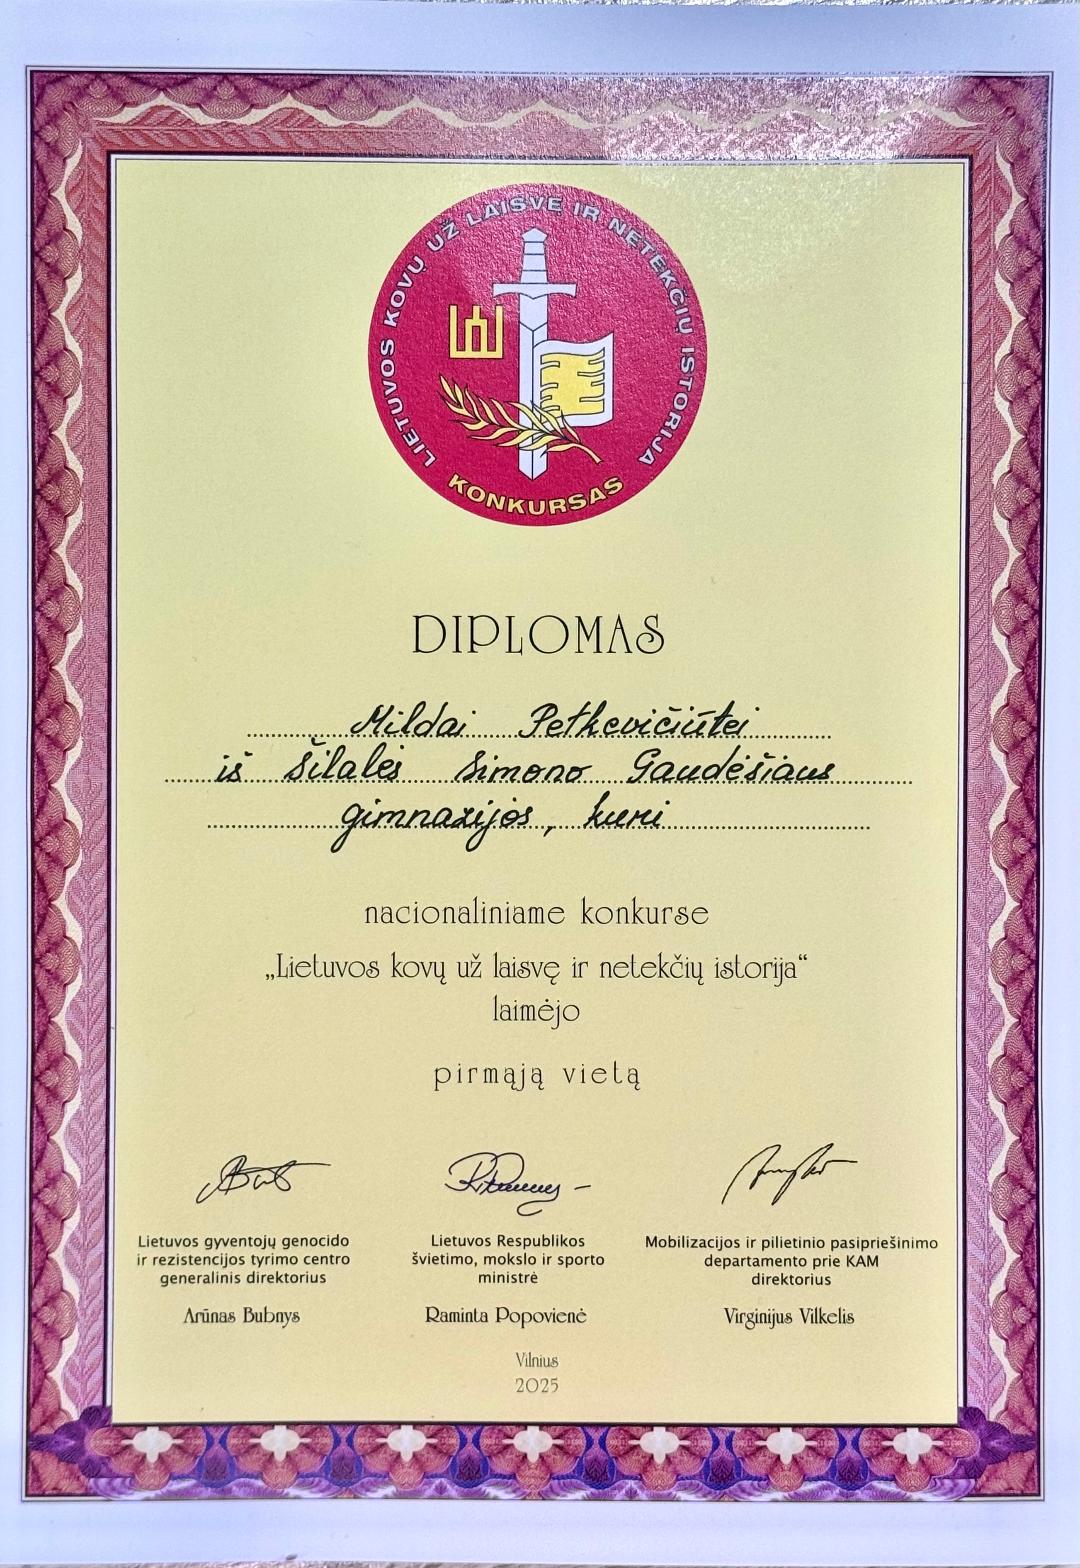 LIETUVOS KOVŲ UŽ LAISVĘ IR NETEKČIŲ ISTORIJA
KONKURSAS
DIPLOMAS
Mildai Petkevičiūtei
iš Šilalės Simono Gaudėšiaus
gimnazijos, kuri
nacionaliniame konkurse
„Lietuvos kovų už laisvę ir netekčių istorija“
laimėjo
pirmąją vietą
Lietuvos gyventojų genocido
ir rezistencijos tyrimo centro
generalinis direktorius
Arūnas Bubnys
Lietuvos Respublikos
švietimo, mokslo ir sporto
ministrė
Raminta Popovienė
Mobilizacijos ir pilietinio pasipriešinimo
departamento prie KAM
direktorius
Virginijus Vilkelis
Vilnius
2025